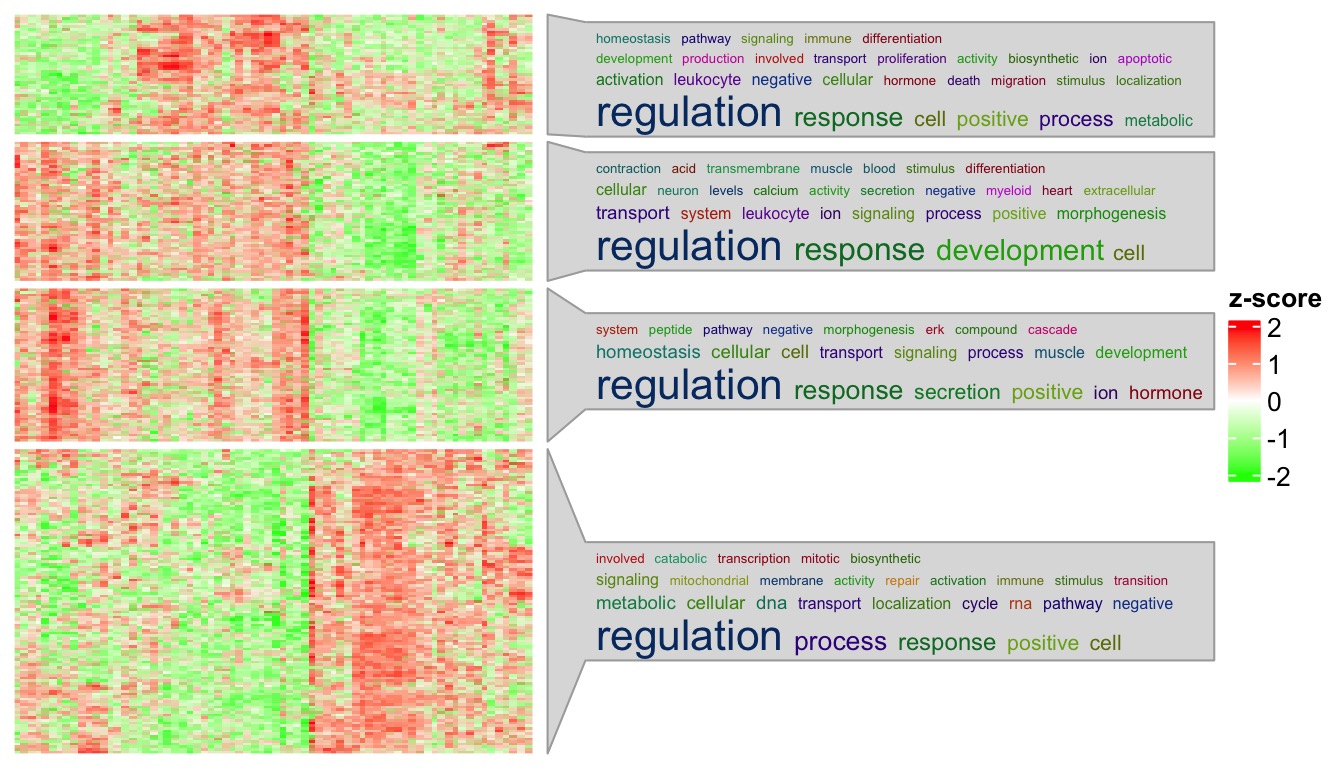 homeostasis pathway signaling immune differentiation
development production involved transport proliferation activity biosynthetic ion apoptotic
activation leukocyte negative cellular hormone death migration stimulus localization
regulation response cell positive process metabolic
contraction acid transmembrane muscle blood stimulus differentiation
cellular neuron levels calcium activity secretion negative myeloid heart extracellular
transport system leukocyte ion signaling process positive morphogenesis
regulation response development cell
system peptide pathway negative morphogenesis erk compound cascade
homeostasis cellular cell transport signaling process muscle development
regulation response secretion positive ion hormone
involved catabolic transcription mitotic biosynthetic
signaling mitochondrial membrane activity repair activation immune stimulus transition
metabolic cellular dna transport localization cycle rna pathway negative
regulation process response positive cell
z-score
2
1
0
-1
-2